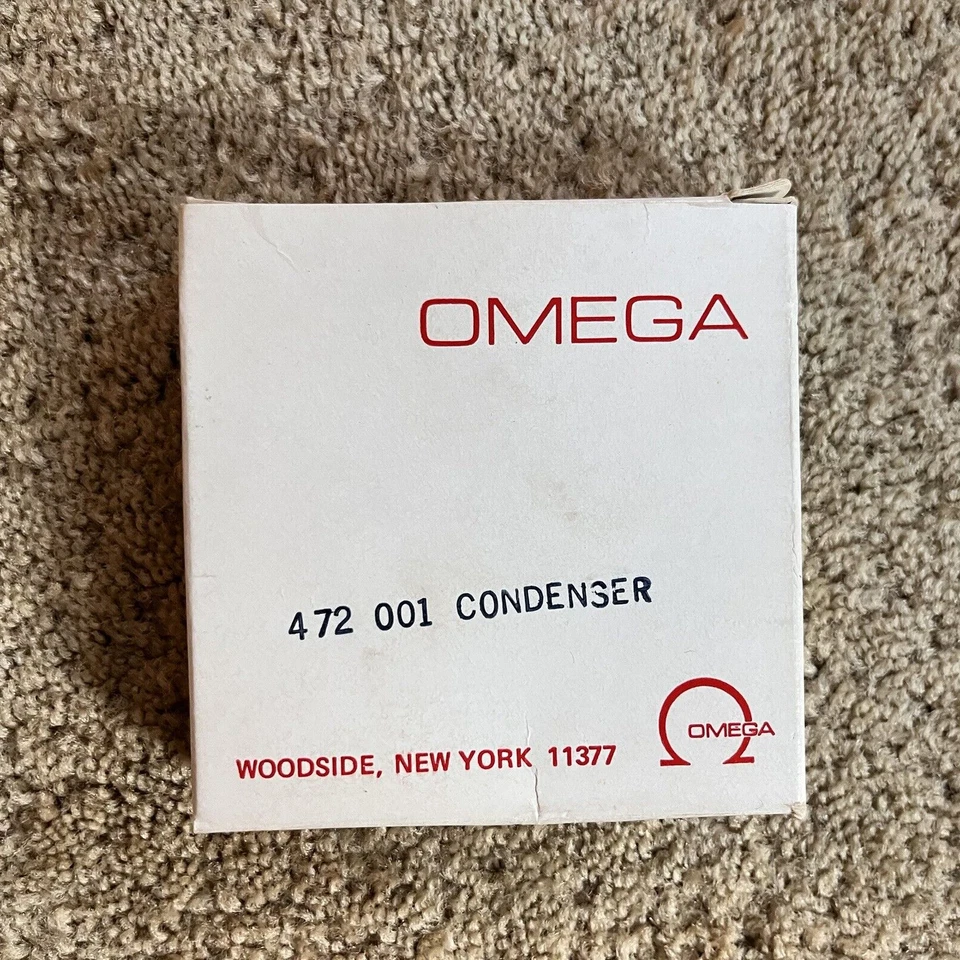 OMEGA
472 001 CONDENSER
OMEGA
WOODSIDE, NEW YORK 11377